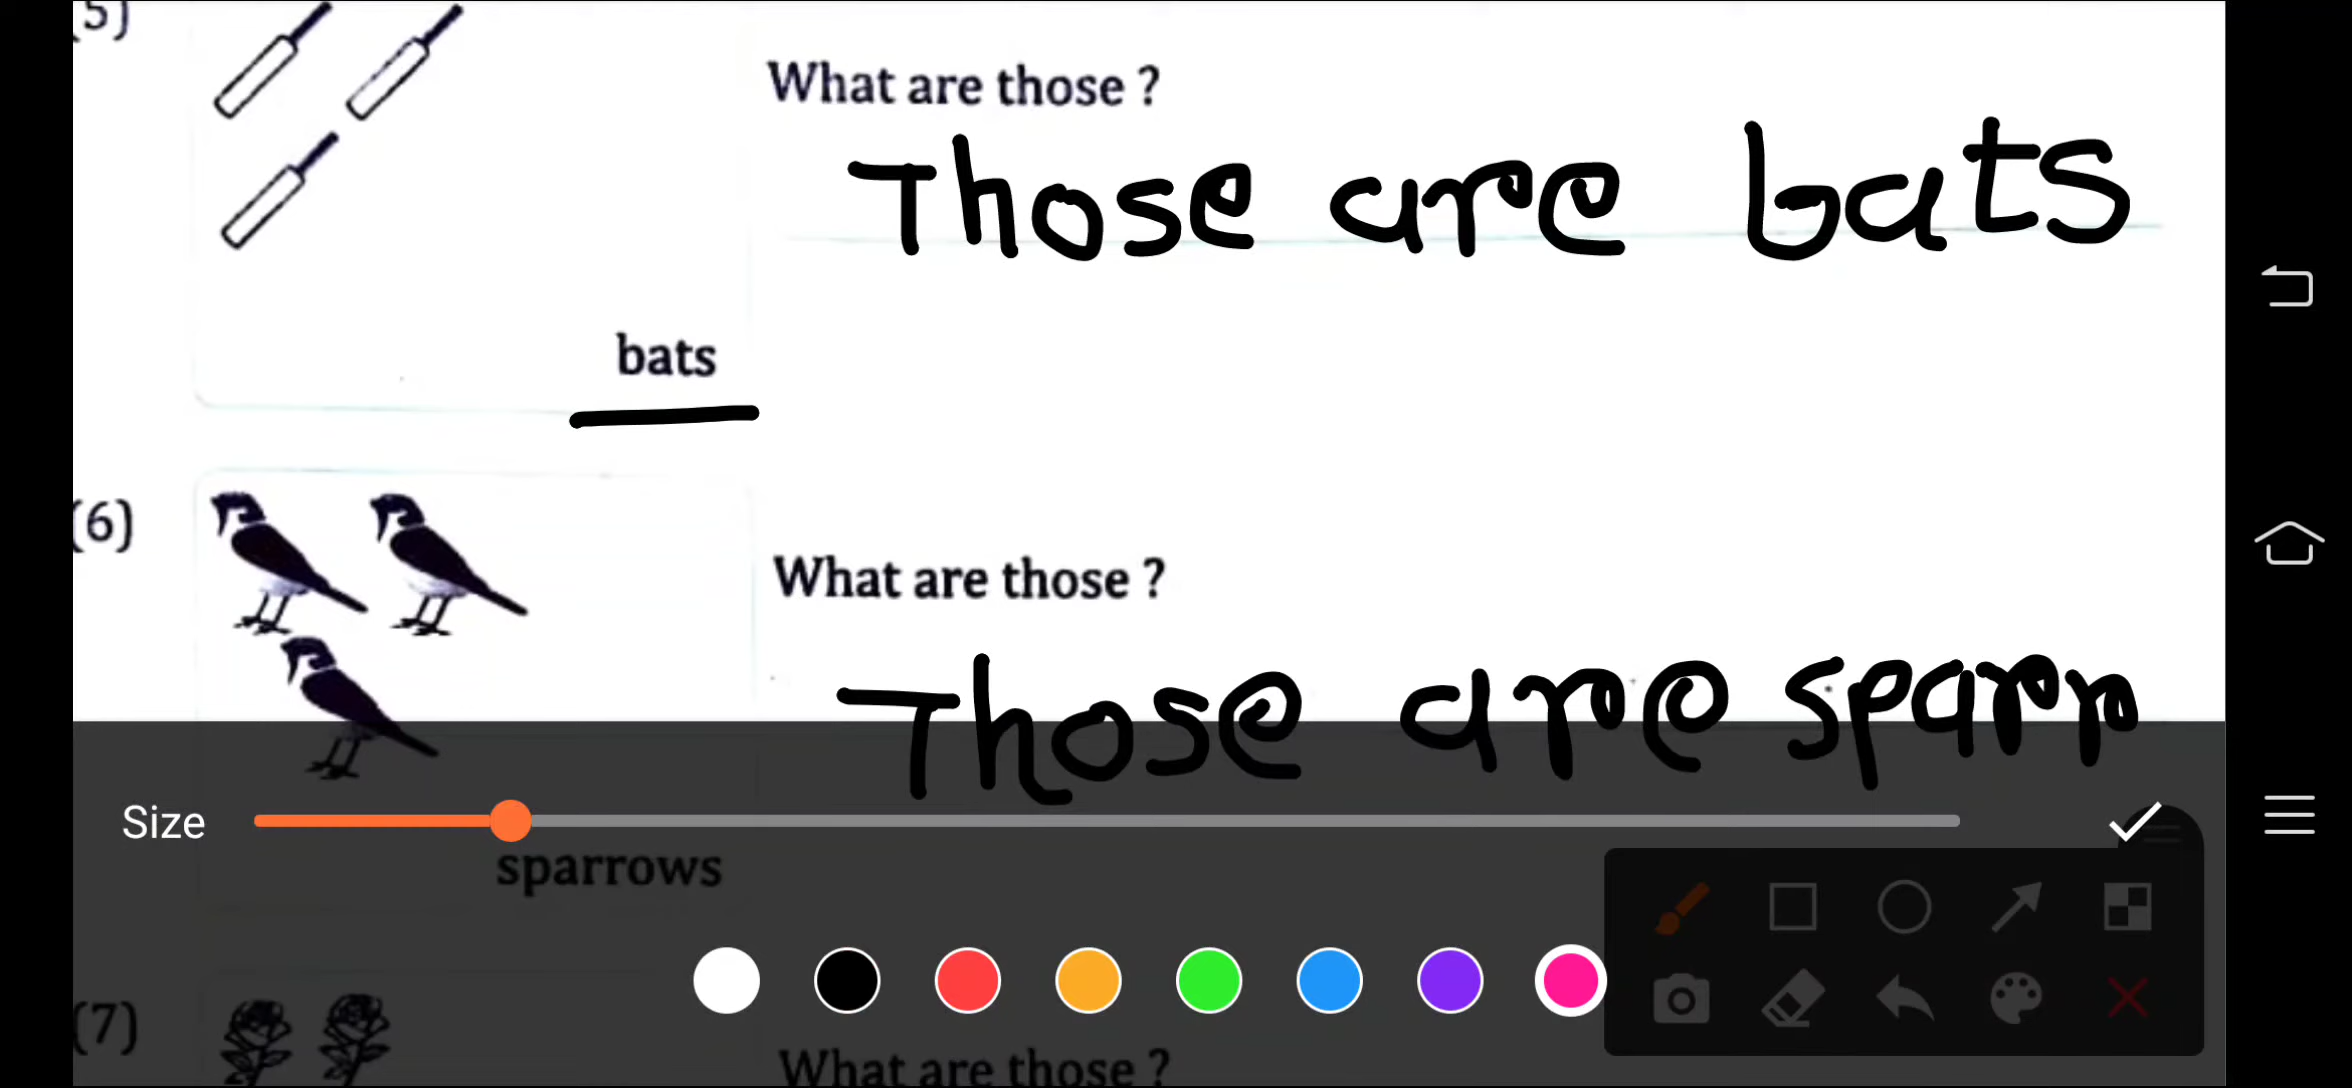 5)
What are those ?
Those are bats
bats
(6)
What are those ?
Those are sparr
Size
sparrows
(7)
What are those ?